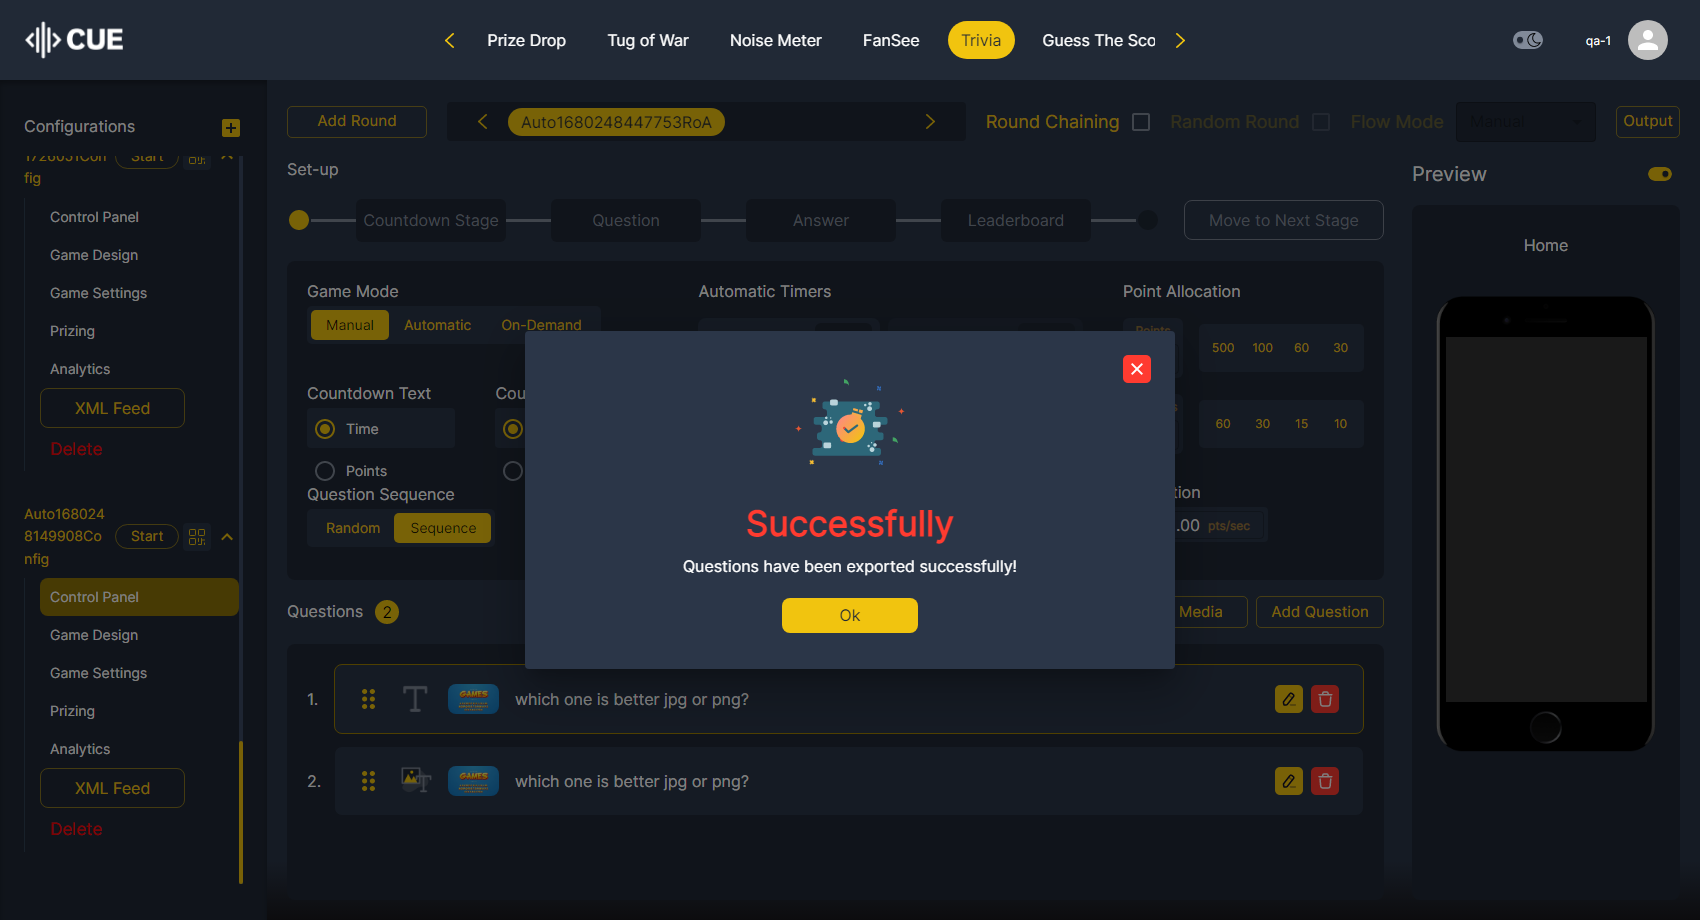 CUE
Prize Drop
Tug of War
Noise Meter
FanSee
Trivia
Guess The Sco
qa-1
Configurations
Add Round
Auto1680248447753RoA
Round Chaining
Random Round
Flow Mode
Manual
Output
1726051Con
fig
Start
Control Panel
Game Design
Game Settings
Prizing
Analytics
XML Feed
Delete
Auto168024
8149908Co
nfig
Start
Control Panel
Game Design
Game Settings
Prizing
Analytics
XML Feed
Delete
Set-up
Countdown Stage
Question
Answer
Leaderboard
Move to Next Stage
Game Mode
Manual
Automatic
On-Demand
Automatic Timers
Point Allocation
Points
500 100 60 30
60 30 15 10
Countdown Text
Time
Points
Cou
Question Sequence
Random
Sequence
tion
.00 pts/sec
Successfully
Questions have been exported successfully!
Ok
Questions 2
Media
Add Question
1. which one is better jpg or png?
GAMES
2. which one is better jpg or png?
GAMES
Preview
Home